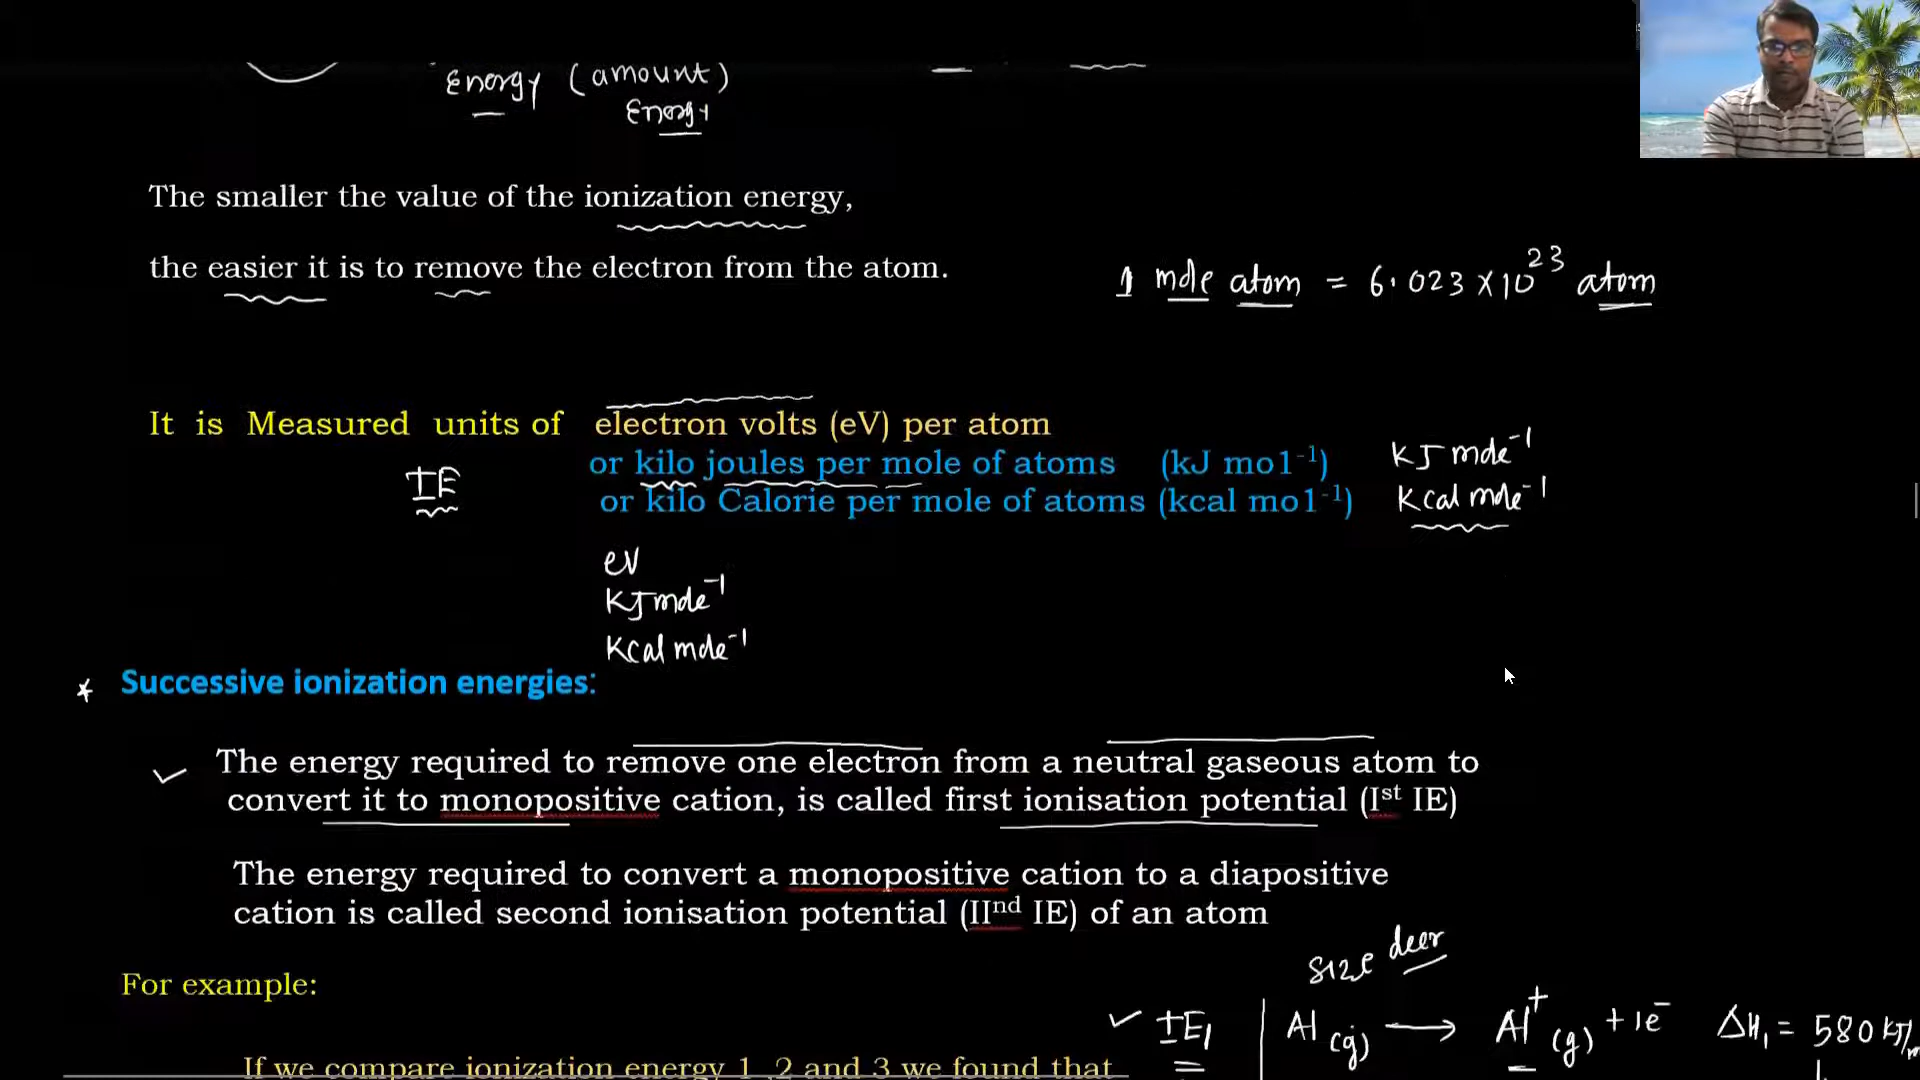 Energy (amount)
Energy
The smaller the value of the ionization energy,
the easier it is to remove the electron from the atom.
1 mole atom = 6.023 × 10²³ atom
It is Measured units of electron volts (eV) per atom
or kilo joules per mole of atoms (kJ mo1⁻¹) KJ mole⁻¹
IE
or kilo Calorie per mole of atoms (kcal mo1⁻¹) Kcal mole⁻¹
eV
KJ mole⁻¹
Kcal mole⁻¹
* Successive ionization energies:
The energy required to remove one electron from a neutral gaseous atom to
convert it to monopositive cation, is called first ionisation potential (Iˢᵗ IE)
The energy required to convert a monopositive cation to a diapositive
cation is called second ionisation potential (IIⁿᵈ IE) of an atom
size decr
For example:
✓ IE₁ | Al (g) → Al⁺ (g) + 1e⁻ ΔH₁ = 580 KJ/
If we compare ionization energy 1 ,2 and 3 we found that